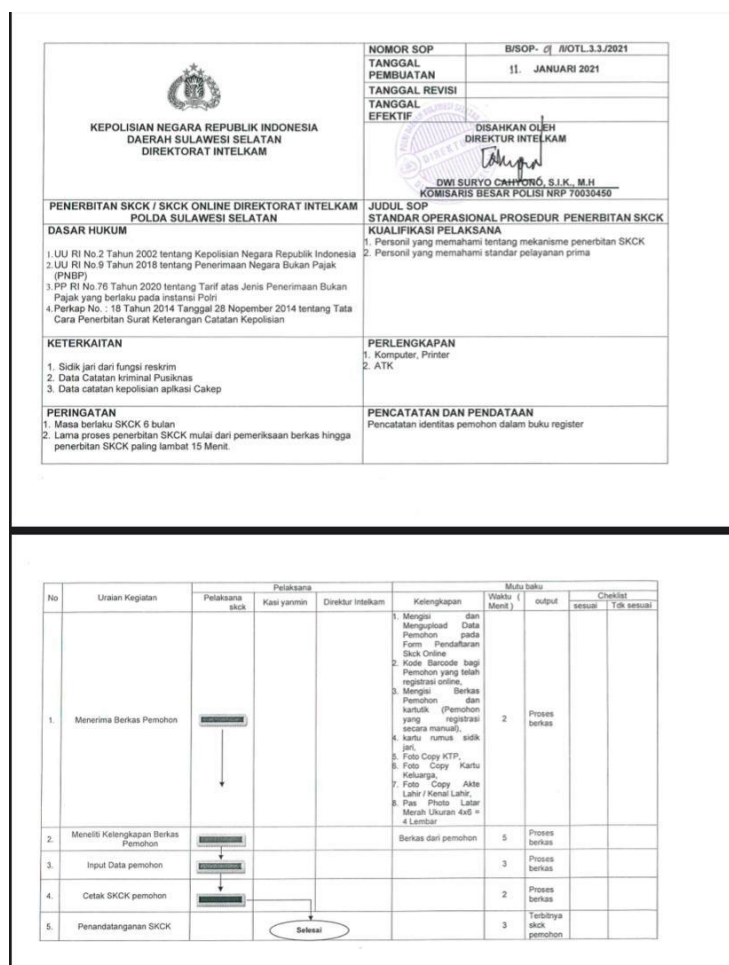 NOMOR SOP
B/SOP- 01 /I/OTL.3.3./2021
TANGGAL PEMBUATAN
11. JANUARI 2021
TANGGAL REVISI
TANGGAL EFEKTIF
KEPOLISIAN NEGARA REPUBLIK INDONESIA
DAERAH SULAWESI SELATAN
DIREKTORAT INTELKAM
DISAHKAN OLEH
DIREKTUR INTELKAM
DWI SURYO CAHYONO, S.I.K., M.H
KOMISARIS BESAR POLISI NRP 70030450
PENERBITAN SKCK / SKCK ONLINE DIREKTORAT INTELKAM
POLDA SULAWESI SELATAN
JUDUL SOP
STANDAR OPERASIONAL PROSEDUR PENERBITAN SKCK
DASAR HUKUM
1. UU RI No.2 Tahun 2002 tentang Kepolisian Negara Republik Indonesia
2. UU RI No.9 Tahun 2018 tentang Penerimaan Negara Bukan Pajak
(PNBP)
3. PP RI No.76 Tahun 2020 tentang Tarif atas Jenis Penerimaan Bukan
Pajak yang berlaku pada instansi Polri
4. Perkap No. : 18 Tahun 2014 Tanggal 28 Nopember 2014 tentang Tata
Cara Penerbitan Surat Keterangan Catatan Kepolisian
KUALIFIKASI PELAKSANA
1. Personil yang memahami tentang mekanisme penerbitan SKCK
2. Personil yang memahami standar pelayanan prima
KETERKAITAN
1. Sidik jari dari fungsi reskrim
2. Data Catatan kriminal Pusiknas
3. Data catatan kepolisian aplkasi Cakep
PERLENGKAPAN
1. Komputer, Printer
2. ATK
PERINGATAN
1. Masa berlaku SKCK 6 bulan
2. Lama proses penerbitan SKCK mulai dari pemeriksaan berkas hingga
penerbitan SKCK paling lambat 15 Menit.
PENCATATAN DAN PENDATAAN
Pencatatan identitas pemohon dalam buku register
No
Uraian Kegiatan
Pelaksana
Pelaksana
skck
Kasi yanmin
Direktur Intelkam
Mutu baku
Kelengkapan
Waktu (
Menit )
output
Cheklist
sesuai
Tdk sesuai
1.
Menerima Berkas Pemohon
1. Mengisi dan
Mengupload Data
Pemohon pada
Form Pendaftaran
Skck Online
2. Kode Barcode bagi
Pemohon yang telah
registrasi online,
3. Mengisi Berkas
Pemohon dan
kartutik (Pemohon
yang registrasi
secara manual),
4. kartu rumus sidik
jari,
5. Foto Copy KTP,
6. Foto Copy Kartu
Keluarga,
7. Foto Copy Akte
Lahir / Kenal Lahir,
8. Pas Photo Latar
Merah Ukuran 4x6 =
4 Lembar
2
Proses
berkas
2.
Meneliti Kelengkapan Berkas
Pemohon
Berkas dari pemohon
5
Proses
berkas
3.
Input Data pemohon
3
Proses
berkas
4.
Cetak SKCK pemohon
2
Proses
berkas
5.
Penandatanganan SKCK
Selesai
3
Terbitnya
skck
pemohon